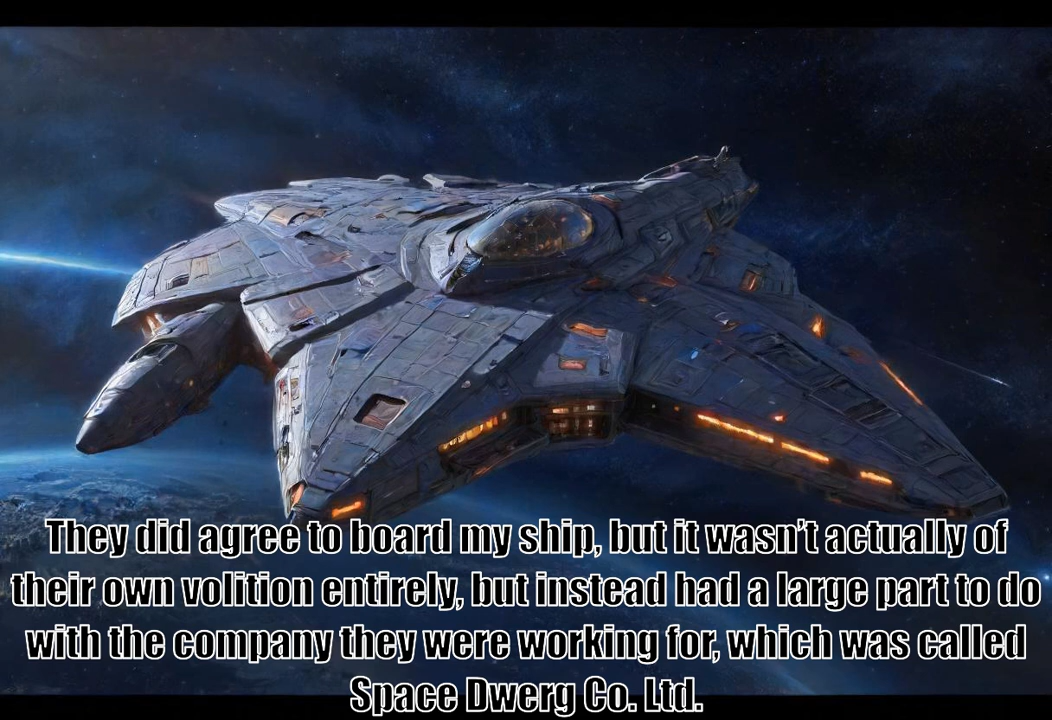 They did agree to board my ship, but it wasn't actually of
their own volition entirely, but instead had a large part to do
with the company they were working for, which was called
Space Dwerg Co. Ltd.